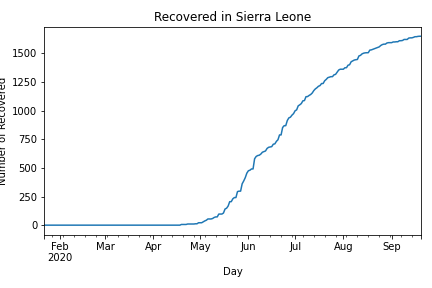 Recovered in Sierra Leone
Number of Recovered
1500
1250
1000
750
500
250
0
Feb Mar Apr May Jun Jul Aug Sep
2020
Day